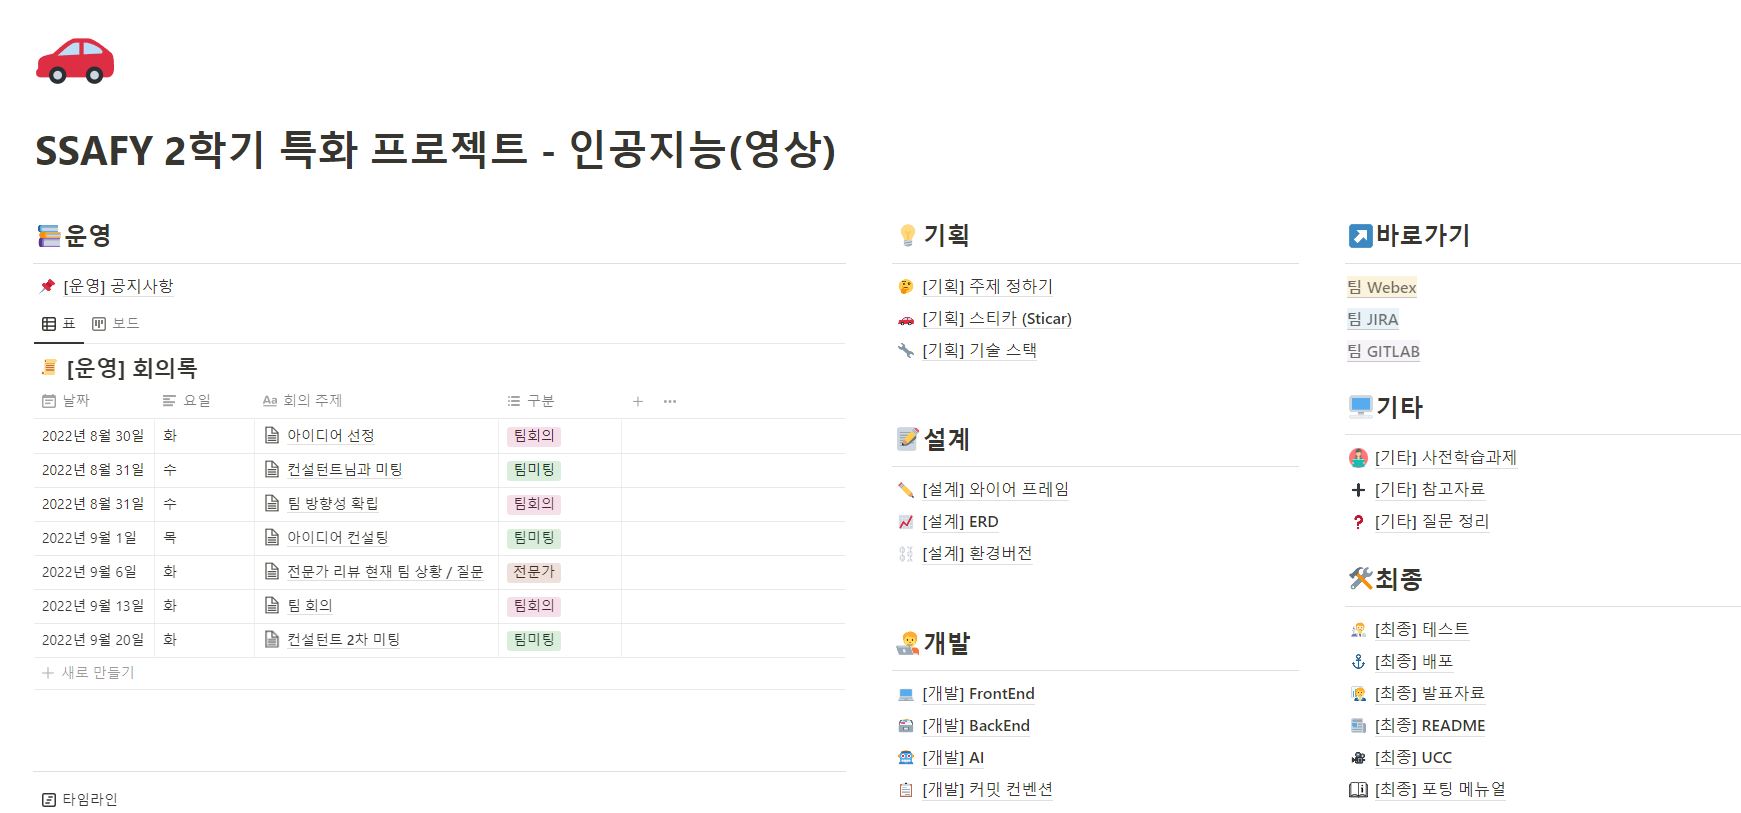 SSAFY 2학기 특화 프로젝트 - 인공지능(영상)
운영
[운영] 공지사항
표 보드
[운영] 회의록
날짜 요일 Aa 회의 주제 구분
2022년 8월 30일 화 아이디어 선정 팀회의
2022년 8월 31일 수 컨설턴트님과 미팅 팀미팅
2022년 8월 31일 수 팀 방향성 확립 팀회의
2022년 9월 1일 목 아이디어 컨설팅 팀미팅
2022년 9월 6일 화 전문가 리뷰 현재 팀 상황 / 질문 전문가
2022년 9월 13일 화 팀 회의 팀회의
2022년 9월 20일 화 컨설턴트 2차 미팅 팀미팅
+ 새로 만들기
타임라인
기획
[기획] 주제 정하기
[기획] 스티카 (Sticar)
[기획] 기술 스택
설계
[설계] 와이어 프레임
[설계] ERD
[설계] 환경버전
개발
[개발] FrontEnd
[개발] BackEnd
[개발] AI
[개발] 커밋 컨벤션
바로가기
팀 Webex
팀 JIRA
팀 GITLAB
기타
[기타] 사전학습과제
[기타] 참고자료
[기타] 질문 정리
최종
[최종] 테스트
[최종] 배포
[최종] 발표자료
[최종] README
[최종] UCC
[최종] 포팅 메뉴얼